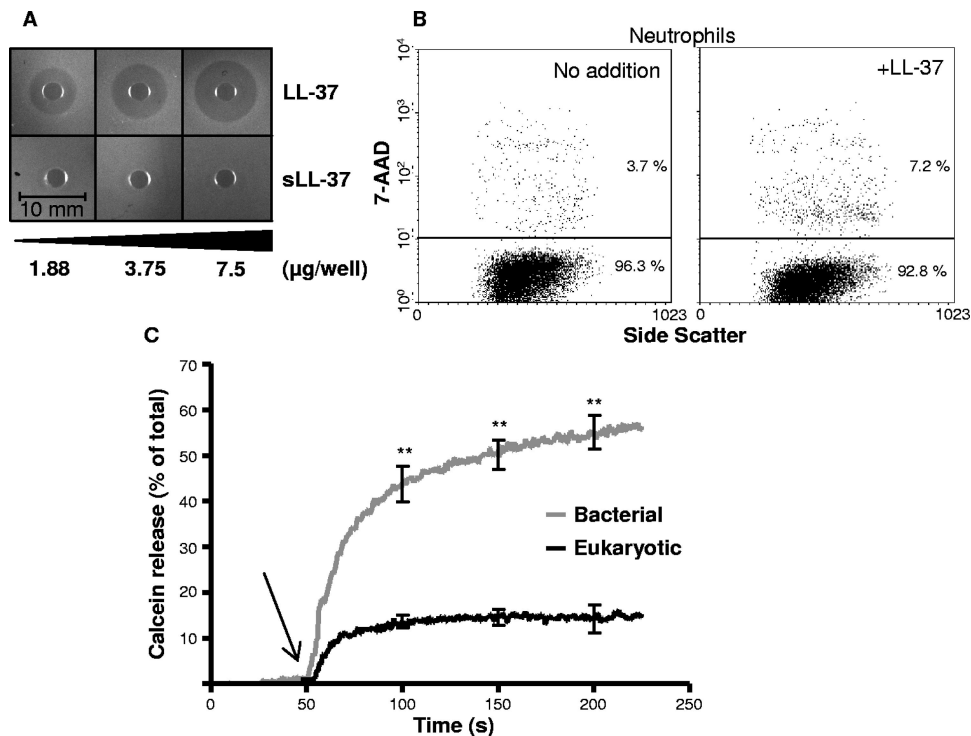 A
LL-37
sLL-37
10 mm
1.88 3.75 7.5 (µg/well)
B
Neutrophils
No addition
+LL-37
7-AAD
10⁴
10³
10²
10¹
10⁰
3.7 %
96.3 %
7.2 %
92.8 %
0 1023 0 1023
Side Scatter
C
Calcein release (% of total)
70
60
50
40
30
20
10
** ** **
Bacterial
Eukaryotic
0 50 100 150 200 250
Time (s)